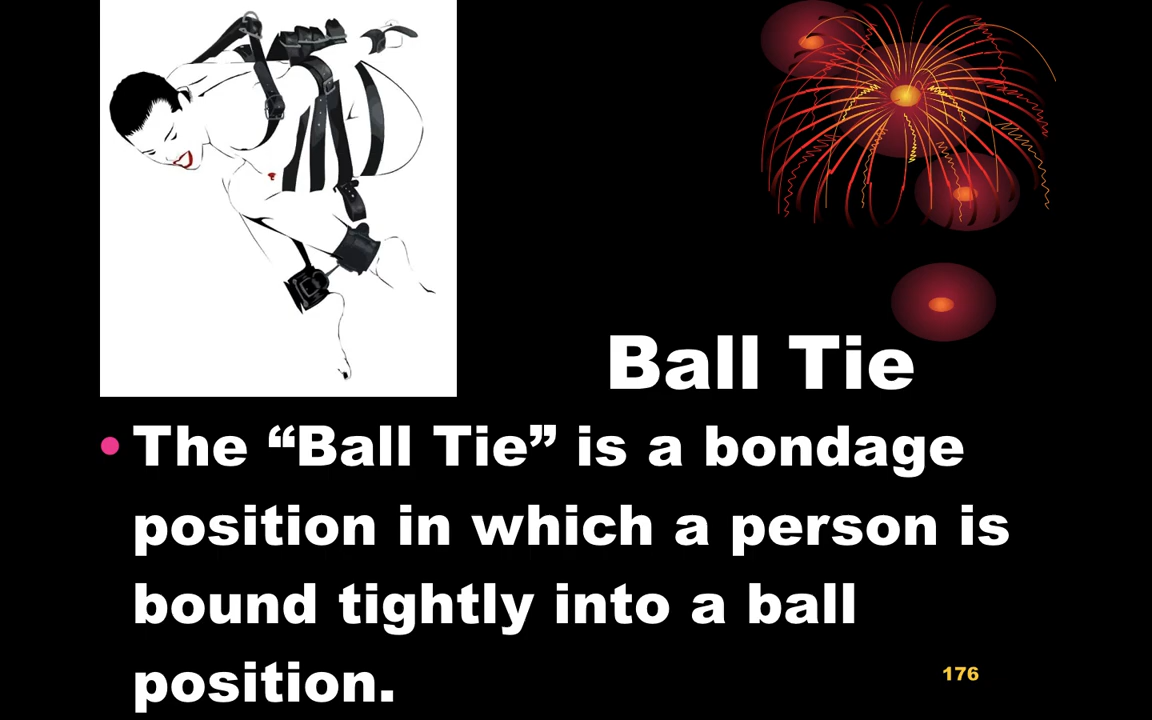 Ball Tie
• The “Ball Tie” is a bondage
position in which a person is
bound tightly into a ball
position.
176